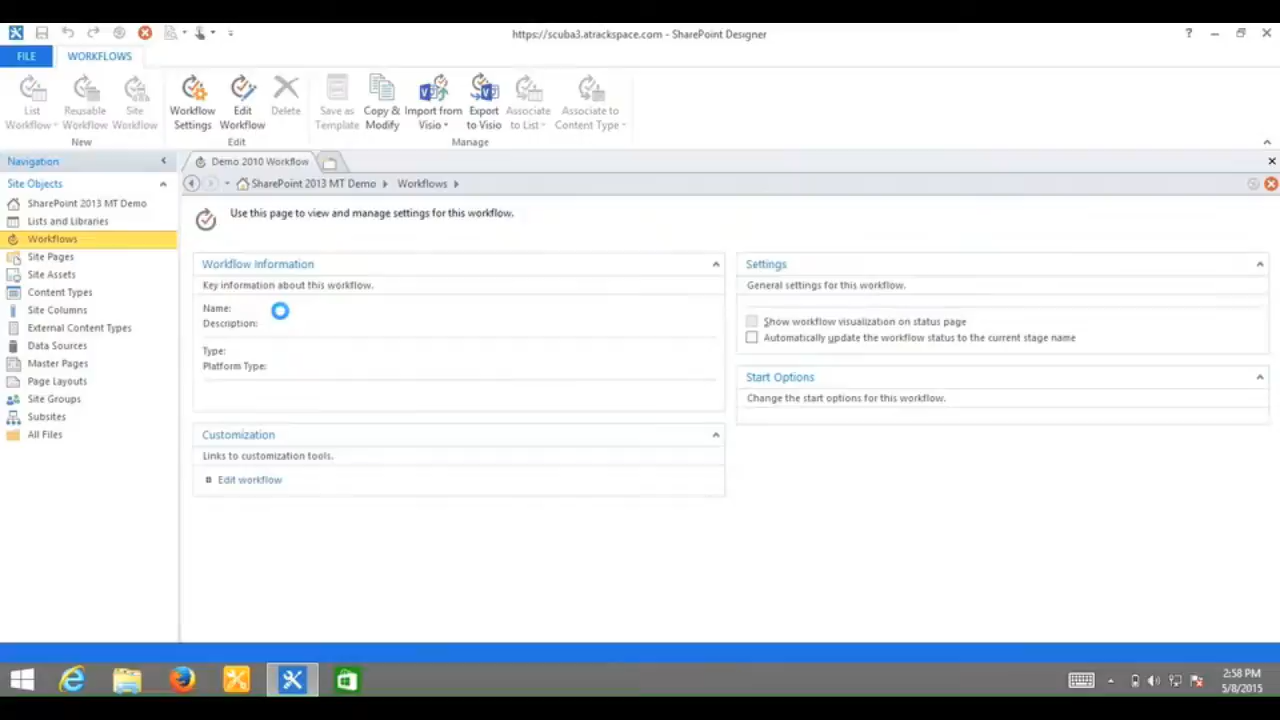 https://scuba3.atrackspace.com - SharePoint Designer
FILE
WORKFLOWS
List Workflow
Reusable Workflow
Site Workflow
New
Workflow Settings
Edit Workflow
Delete
Edit
Save as Template
Copy & Modify
Import from Visio
Export to Visio
Associate to List
Associate to Content Type
Manage
Navigation
Site Objects
SharePoint 2013 MT Demo
Lists and Libraries
Workflows
Site Pages
Site Assets
Content Types
Site Columns
External Content Types
Data Sources
Master Pages
Page Layouts
Site Groups
Subsites
All Files
Demo 2010 Workflow
SharePoint 2013 MT Demo
Workflows
Use this page to view and manage settings for this workflow.
Workflow Information
Key information about this workflow.
Name:
Description:
Type:
Platform Type:
Customization
Links to customization tools.
Edit workflow
Settings
General settings for this workflow.
Show workflow visualization on status page
Automatically update the workflow status to the current stage name
Start Options
Change the start options for this workflow.
2:58 PM
5/8/2015